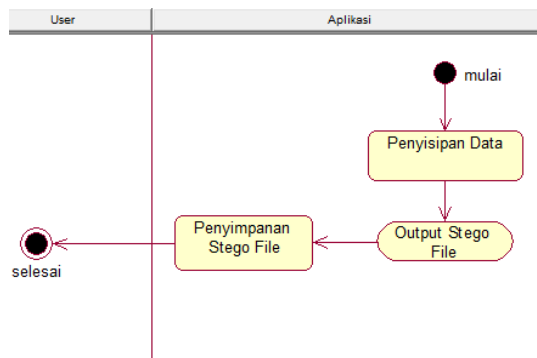 User
Aplikasi
mulai
Penyisipan Data
Output Stego
File
Penyimpanan
Stego File
selesai